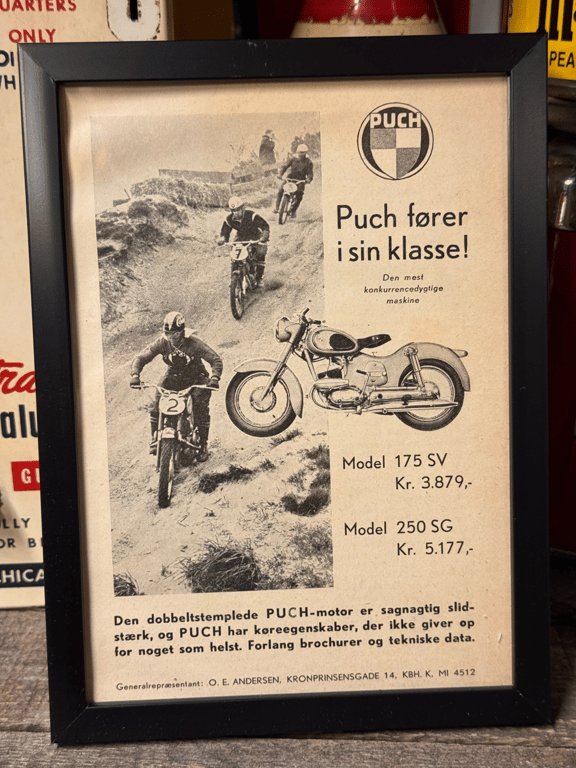 QUARTERS
ONLY
PUCH
Puch fører
i sin klasse!
Den mest
konkurrencedygtige
maskine
7
2
Model 175 SV
Kr. 3.879,-
Model 250 SG
Kr. 5.177,-
Den dobbeltstemplede PUCH-motor er sagnagtig slid-
stærk, og PUCH har køreegenskaber, der ikke giver op
for noget som helst. Forlang brochurer og tekniske data.
Generalrepræsentant: O. E. ANDERSEN, KRONPRINSENSGADE 14, KBH. K. MI 4512